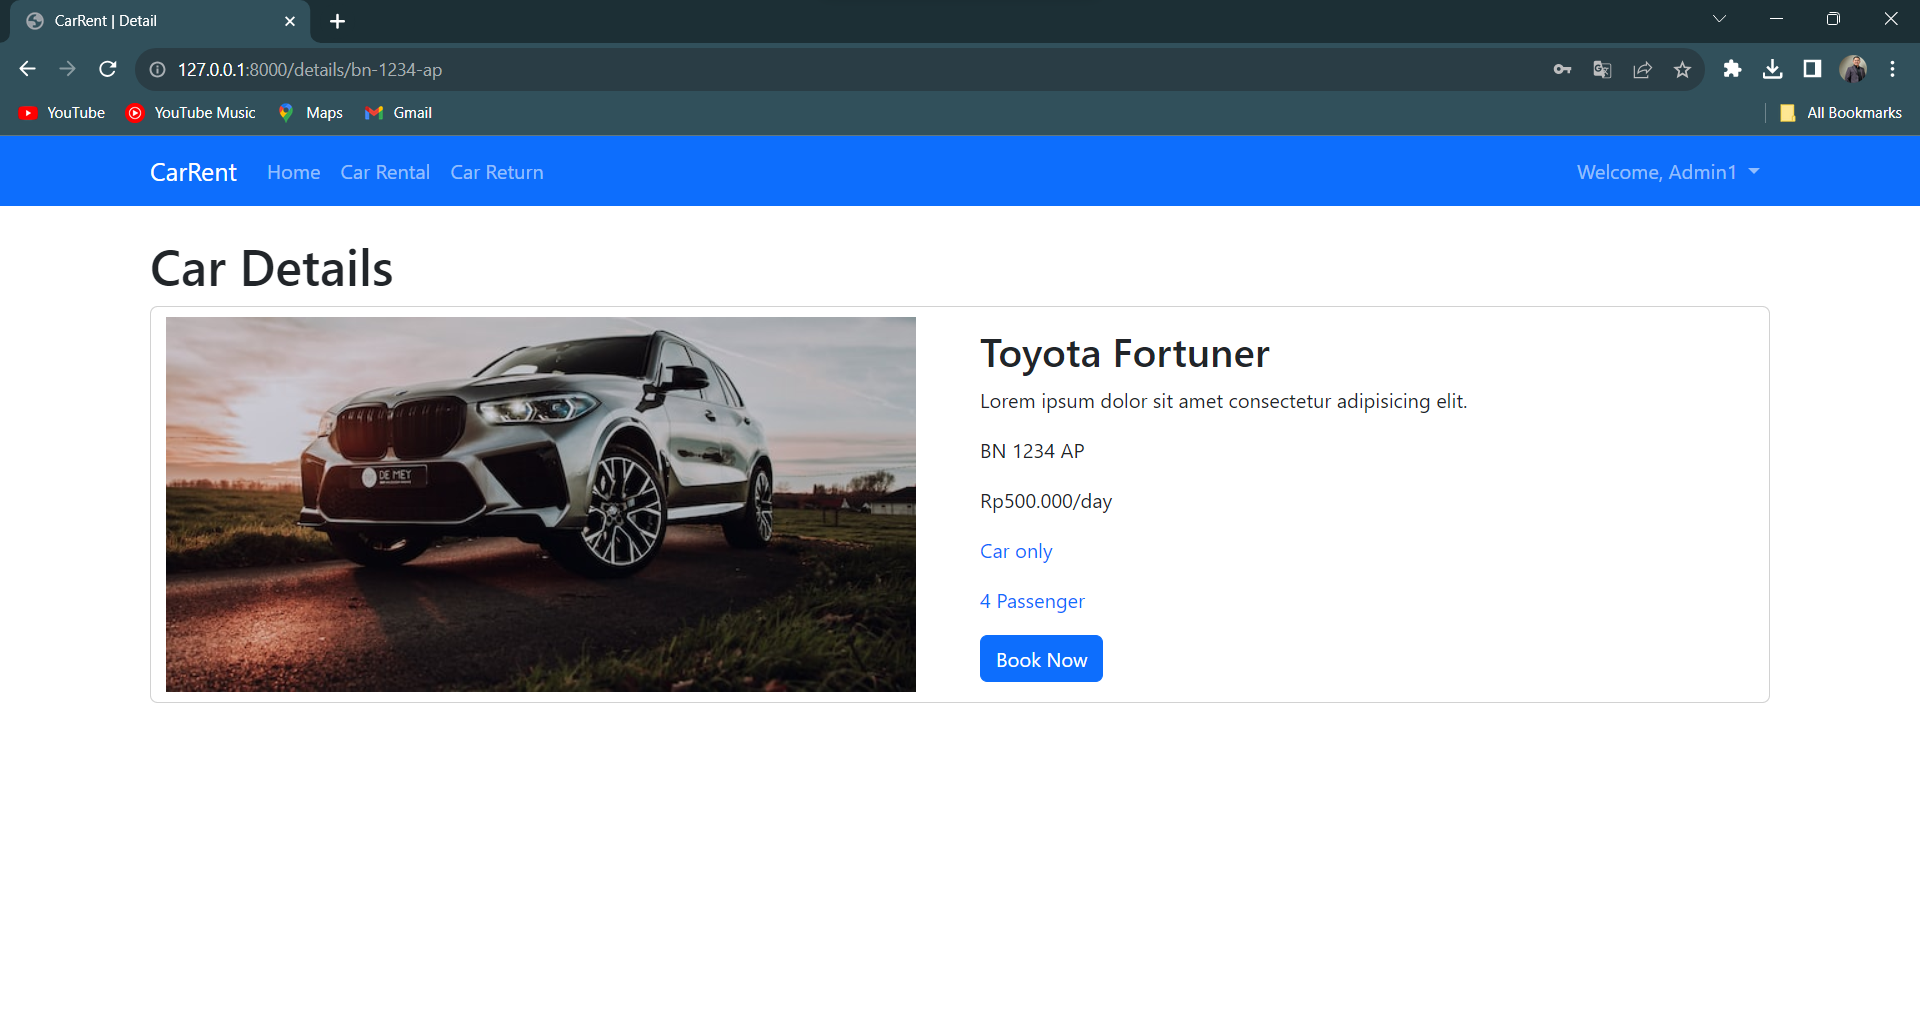 CarRent | Detail
127.0.0.1:8000/details/bn-1234-ap
YouTube YouTube Music Maps Gmail All Bookmarks
CarRent Home Car Rental Car Return Welcome, Admin1
Car Details
DE MEY
Toyota Fortuner
Lorem ipsum dolor sit amet consectetur adipisicing elit.
BN 1234 AP
Rp500.000/day
Car only
4 Passenger
Book Now